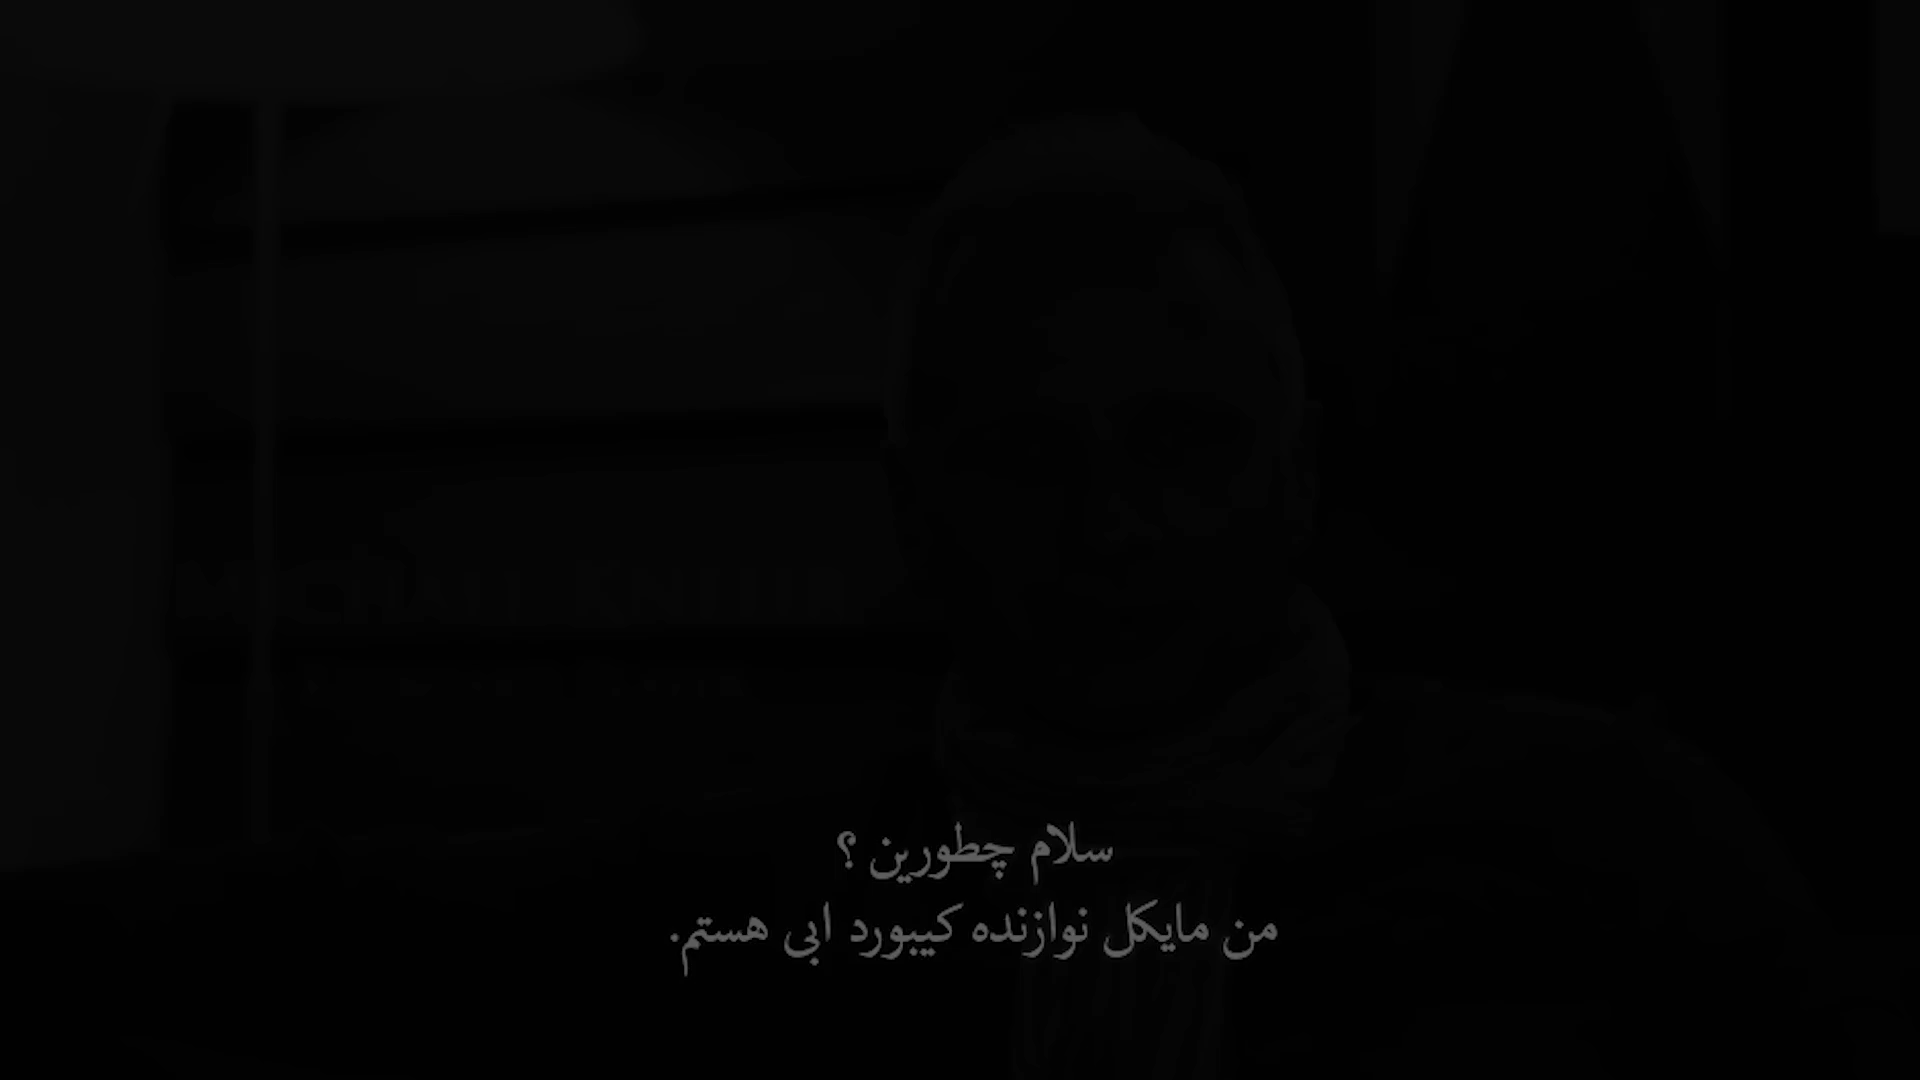 سلام چطورین ؟
من مایکل نوازنده کیبورد ابی هستم.